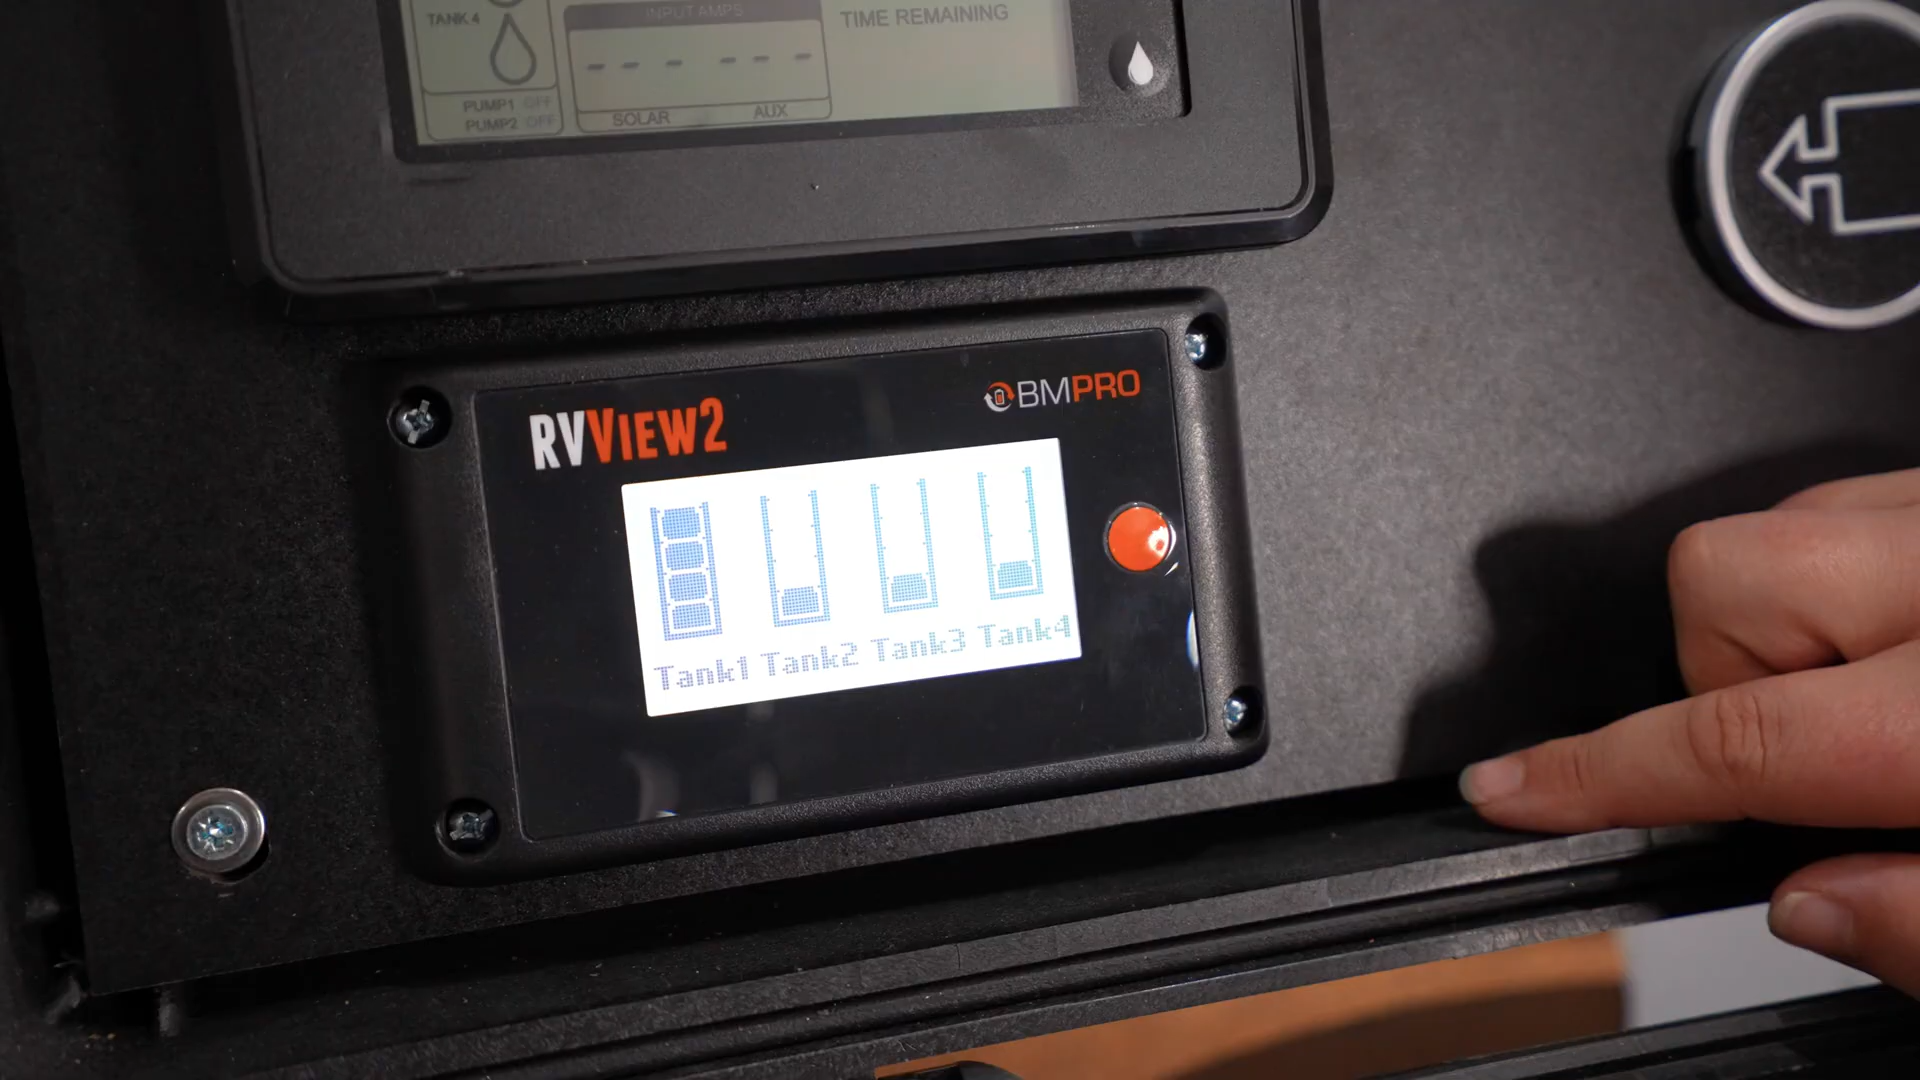 TANK 4
INPUT AMPS
TIME REMAINING
--- ---
PUMP1 OFF
PUMP2 OFF
SOLAR
AUX
RVVIEW2
BMPRO
Tank1 Tank2 Tank3 Tank4